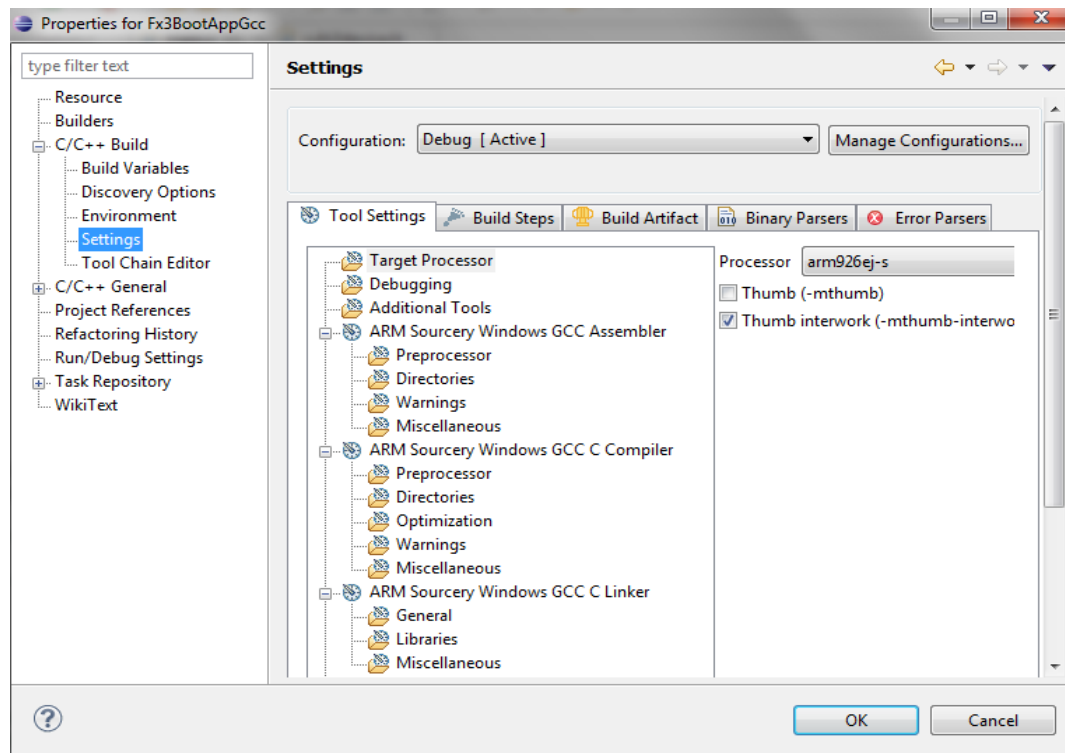 Properties for Fx3BootAppGcc
type filter text
Resource
Builders
C/C++ Build
Build Variables
Discovery Options
Environment
Settings
Tool Chain Editor
C/C++ General
Project References
Refactoring History
Run/Debug Settings
Task Repository
WikiText
Settings
Configuration: Debug [ Active ] Manage Configurations...
Tool Settings Build Steps Build Artifact Binary Parsers Error Parsers
Target Processor
Debugging
Additional Tools
ARM Sourcery Windows GCC Assembler
Preprocessor
Directories
Warnings
Miscellaneous
ARM Sourcery Windows GCC C Compiler
Preprocessor
Directories
Optimization
Warnings
Miscellaneous
ARM Sourcery Windows GCC C Linker
General
Libraries
Miscellaneous
Processor arm926ej-s
Thumb (-mthumb)
Thumb interwork (-mthumb-interwo
OK Cancel